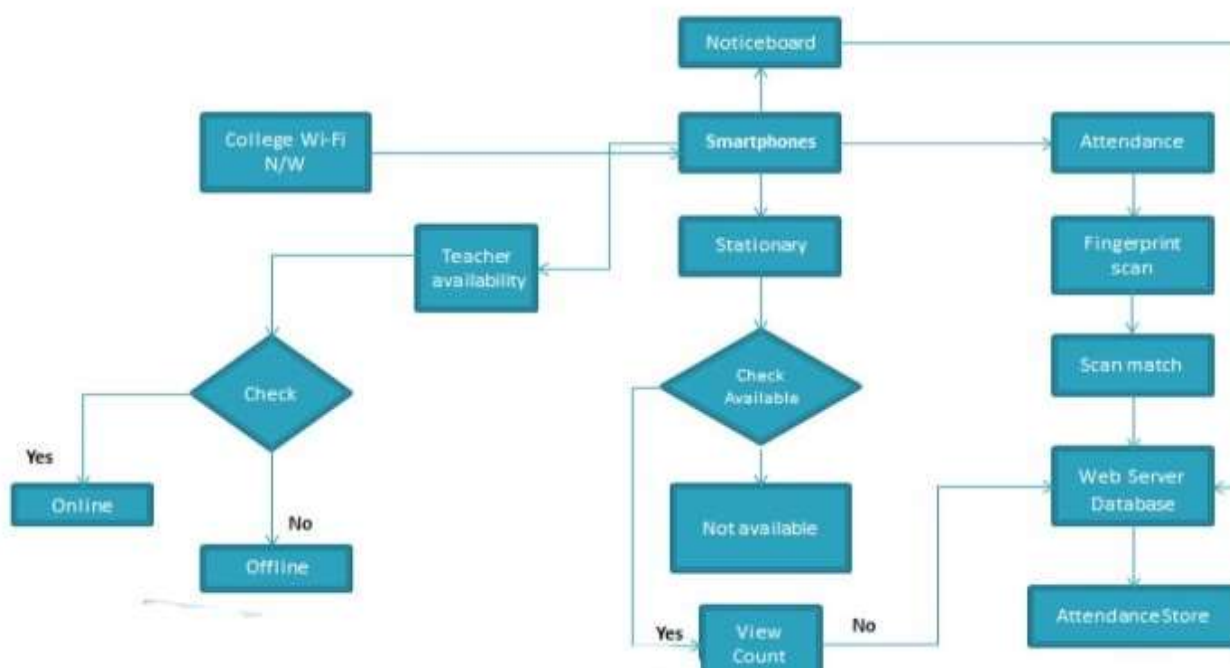 Noticeboard
College Wi-Fi
N/W
Smartphones
Attendance
Teacher
availability
Stationary
Fingerprint
scan
Check
Check
Available
Scan match
Yes
Online
No
Offline
Not available
Web Server
Database
Yes
View
Count
No
Attendance Store